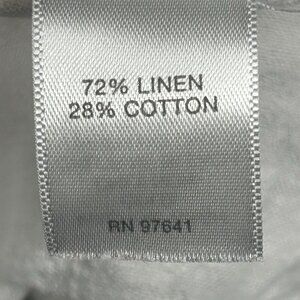 72% LINEN
28% COTTON
RN 97641